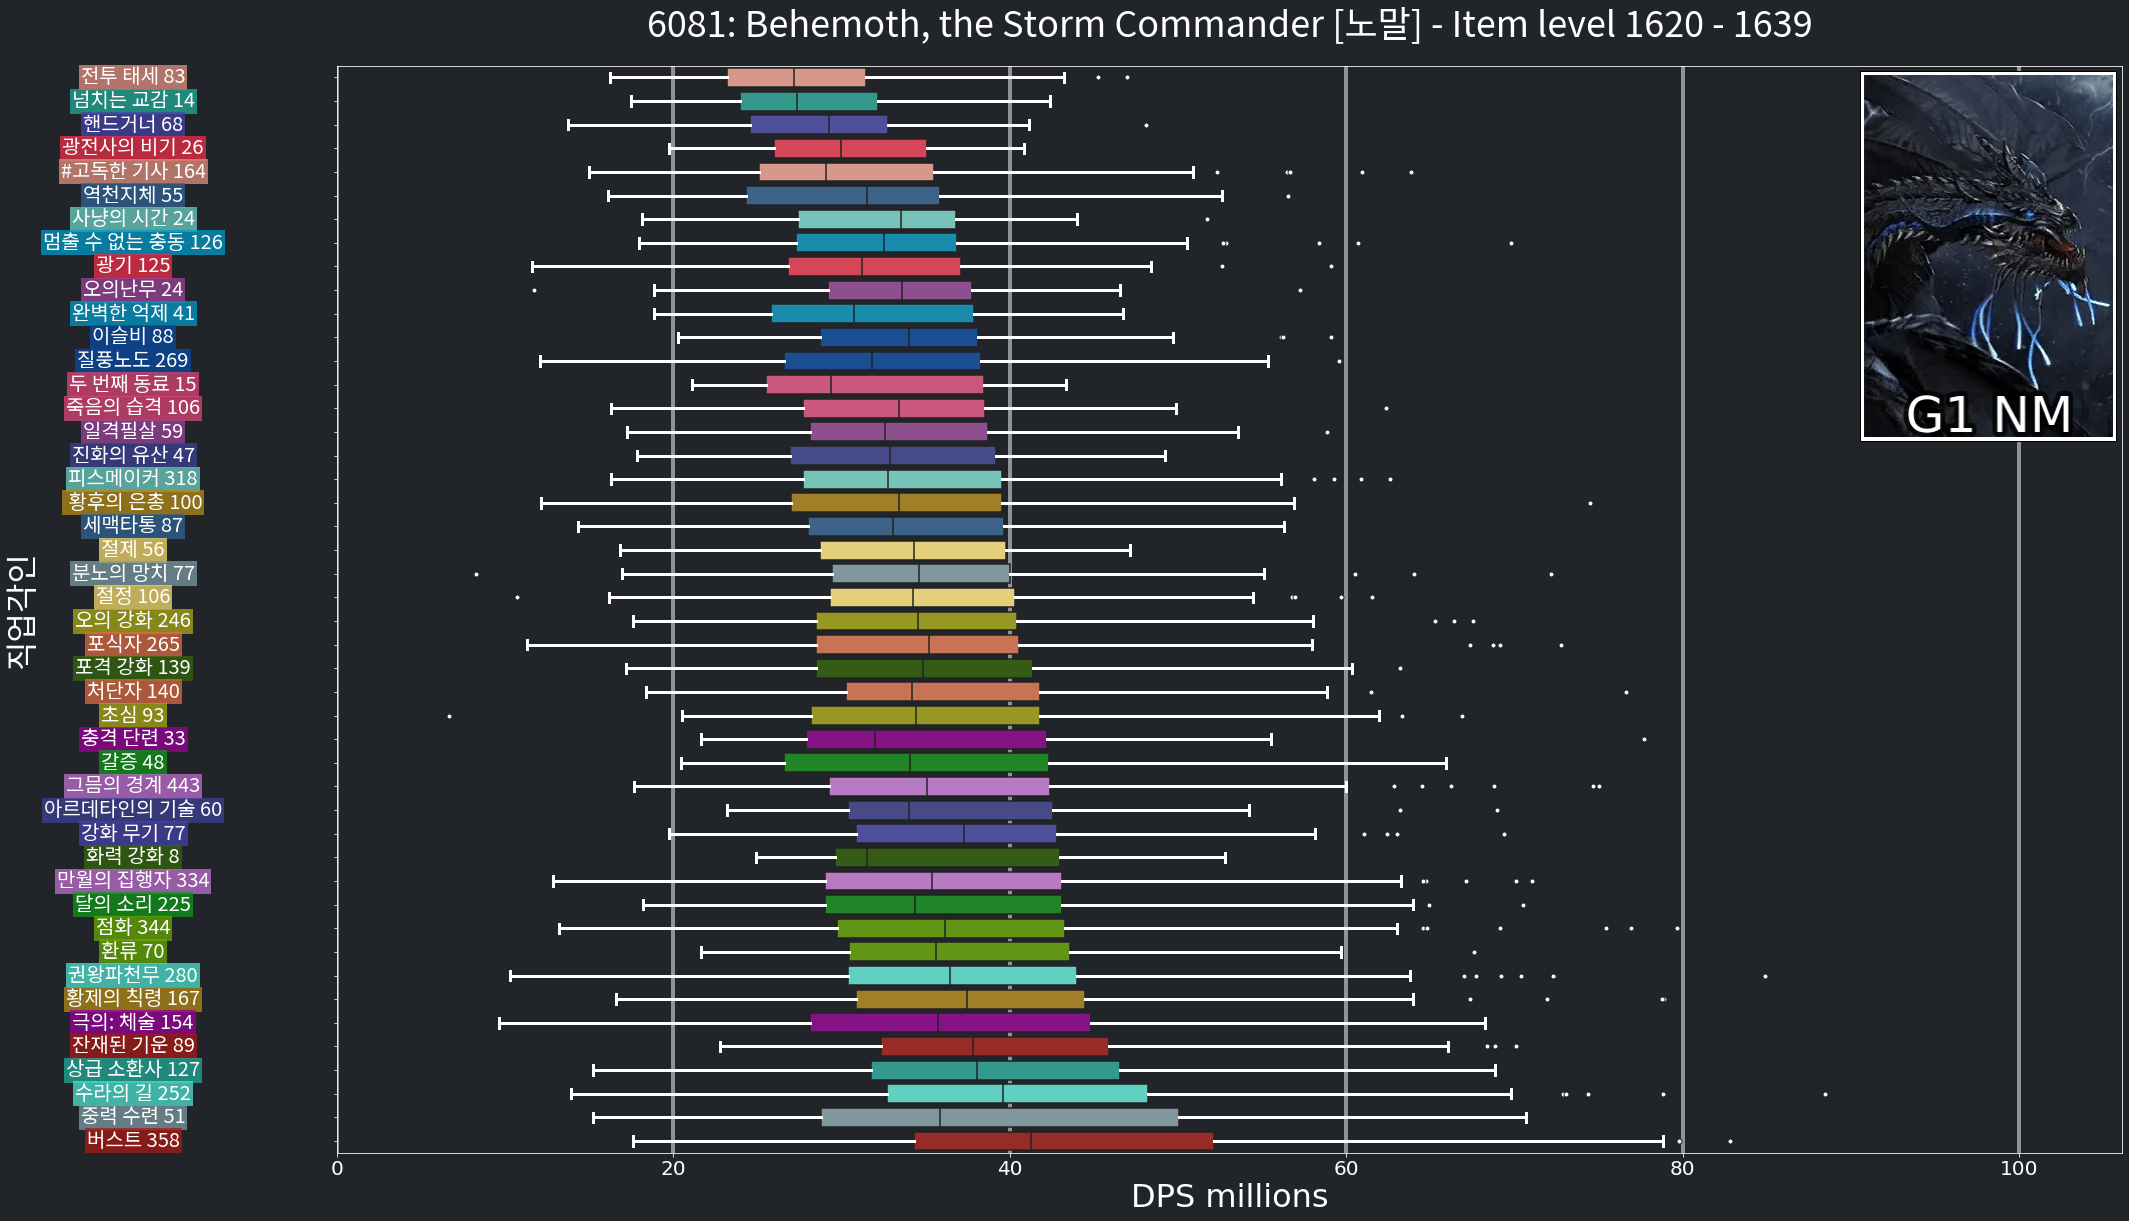 6081: Behemoth, the Storm Commander [노말] - Item level 1620 - 1639
전투 태세 83
넘치는 교감 14
핸드거너 68
광전사의 비기 26
#고독한 기사 164
역천지체 55
사냥의 시간 24
멈출 수 없는 충동 126
광기 125
오의난무 24
완벽한 억제 41
이슬비 88
질풍노도 269
두 번째 동료 15
죽음의 습격 106
일격필살 59
진화의 유산 47
피스메이커 318
황후의 은총 100
세맥타통 87
절제 56
분노의 망치 77
절정 106
오의 강화 246
포식자 265
포격 강화 139
처단자 140
초심 93
충격 단련 33
갈증 48
그믐의 경계 443
아르데타인의 기술 60
강화 무기 77
화력 강화 8
만월의 집행자 334
달의 소리 225
점화 344
환류 70
권왕파천무 280
황제의 칙령 167
극의: 체술 154
잔재된 기운 89
상급 소환사 127
수라의 길 252
중력 수련 51
버스트 358
직업각인
G1 NM
0 20 40 60 80 100
DPS millions